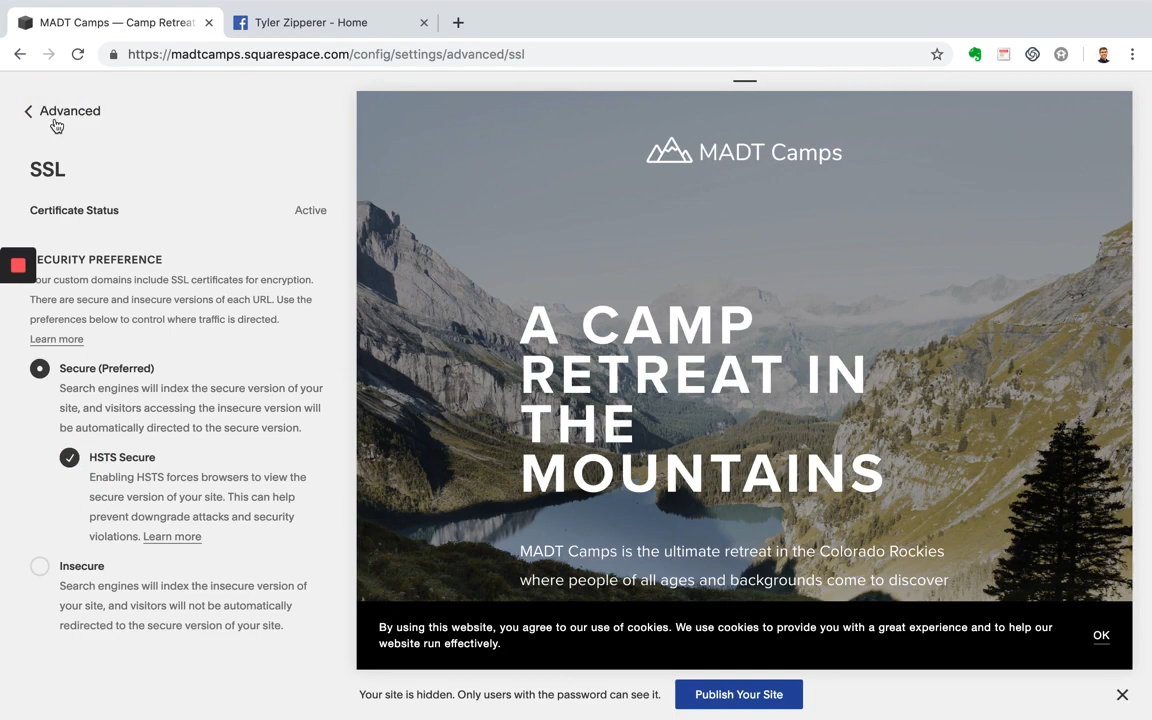 MADT Camps — Camp Retreat
Tyler Zipperer - Home
https://madtcamps.squarespace.com/config/settings/advanced/ssl
Advanced
SSL
Certificate Status
Active
ECURITY PREFERENCE
our custom domains include SSL certificates for encryption.
There are secure and insecure versions of each URL. Use the
preferences below to control where traffic is directed.
Learn more
Secure (Preferred)
Search engines will index the secure version of your
site, and visitors accessing the insecure version will
be automatically directed to the secure version.
HSTS Secure
Enabling HSTS forces browsers to view the
secure version of your site. This can help
prevent downgrade attacks and security
violations. Learn more
Insecure
Search engines will index the insecure version of
your site, and visitors will not be automatically
redirected to the secure version of your site.
MADT Camps
A CAMP
RETREAT IN
THE
MOUNTAINS
MADT Camps is the ultimate retreat in the Colorado Rockies
where people of all ages and backgrounds come to discover
By using this website, you agree to our use of cookies. We use cookies to provide you with a great experience and to help our
website run effectively.
OK
Your site is hidden. Only users with the password can see it.
Publish Your Site